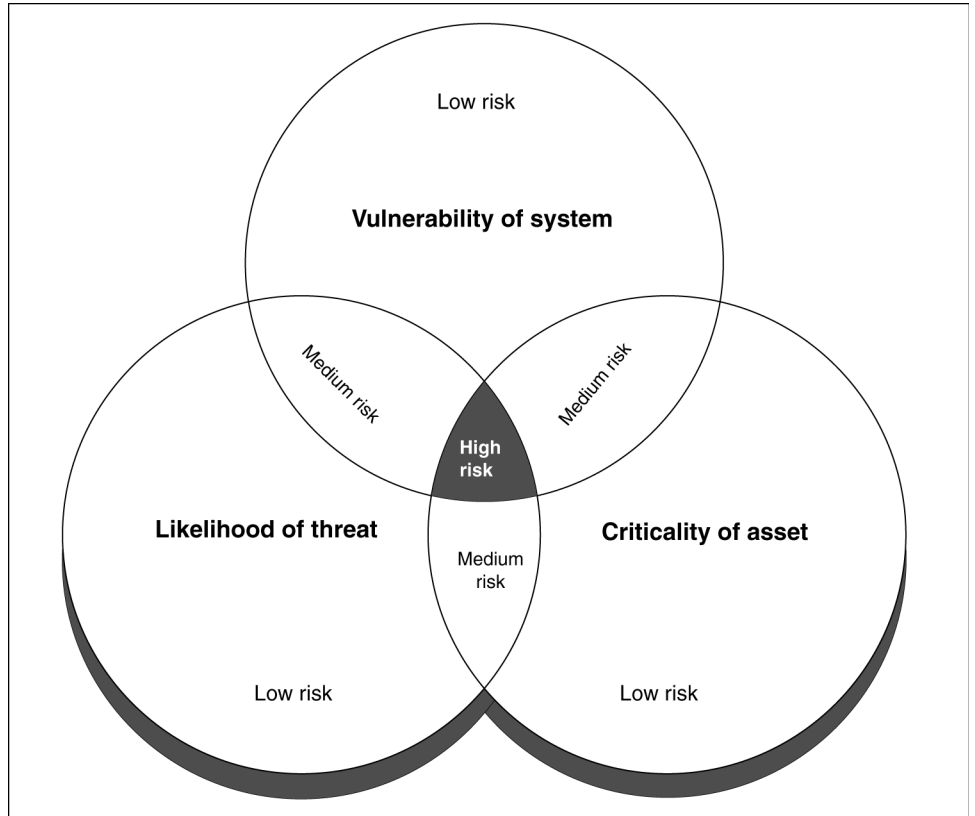 Low risk
Vulnerability of system
Medium risk
Medium risk
High
risk
Likelihood of threat
Criticality of asset
Medium
risk
Low risk
Low risk